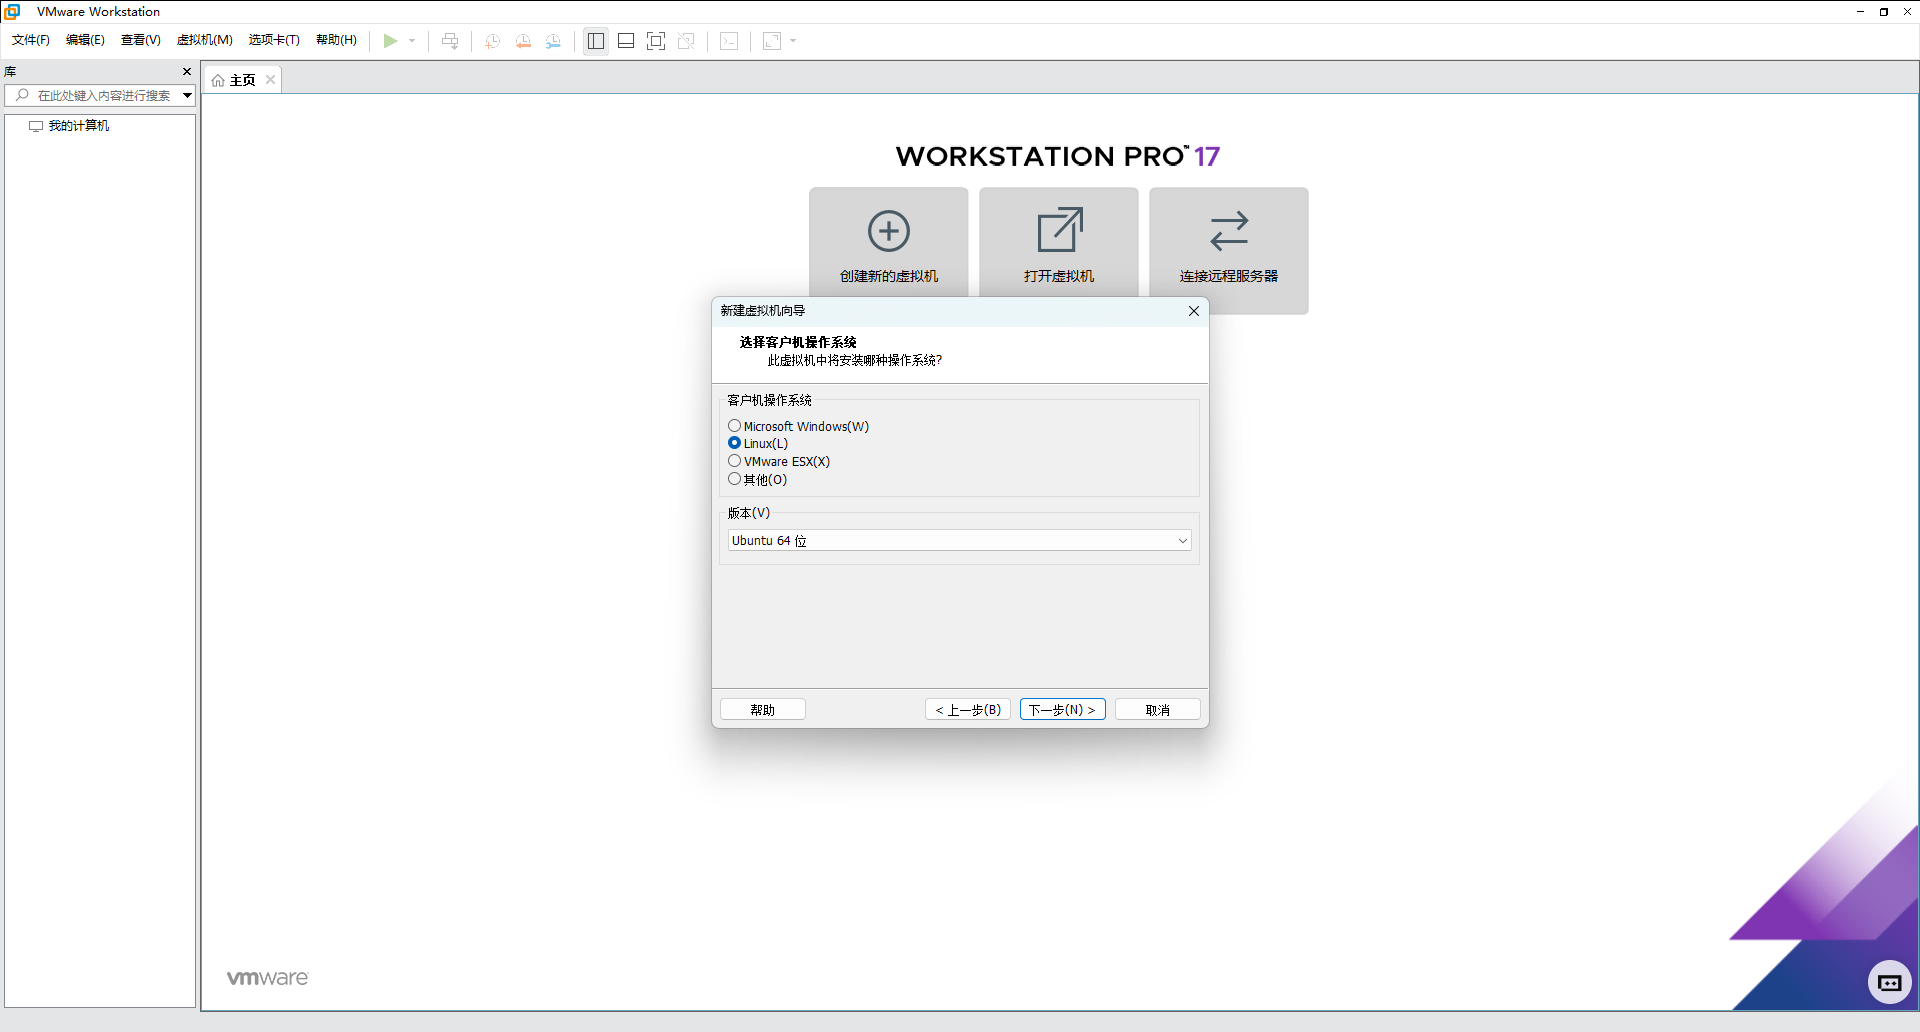 VMware Workstation
文件(F) 编辑(E) 查看(V) 虚拟机(M) 选项卡(T) 帮助(H)
库
主页
在此处键入内容进行搜索
我的计算机
WORKSTATION PRO™ 17
创建新的虚拟机
打开虚拟机
连接远程服务器
新建虚拟机向导
选择客户机操作系统
此虚拟机中将安装哪种操作系统?
客户机操作系统
Microsoft Windows(W)
Linux(L)
VMware ESX(X)
其他(O)
版本(V)
Ubuntu 64 位
帮助
< 上一步(B)
下一步(N) >
取消
vmware